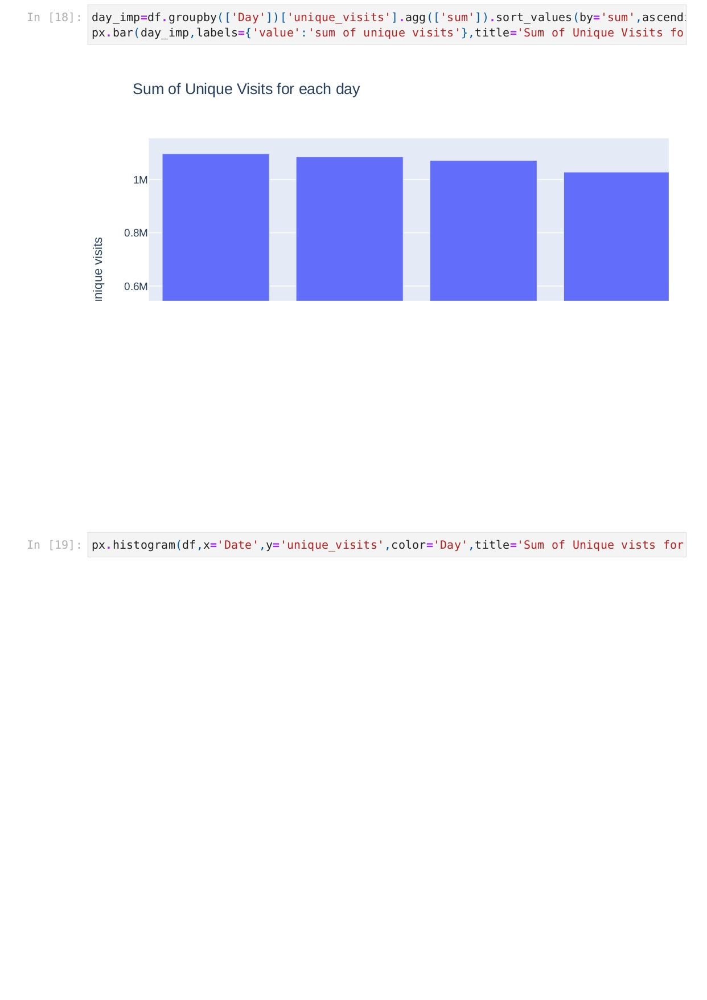 In [18]: day_imp=df.groupby(['Day'])['unique_visits'].agg(['sum']).sort_values(by='sum',ascendi
px.bar(day_imp,labels={'value':'sum of unique visits'},title='Sum of Unique Visits fo
Sum of Unique Visits for each day
1M
0.8M
0.6M
nique visits
In [19]: px.histogram(df,x='Date',y='unique_visits',color='Day',title='Sum of Unique vists for